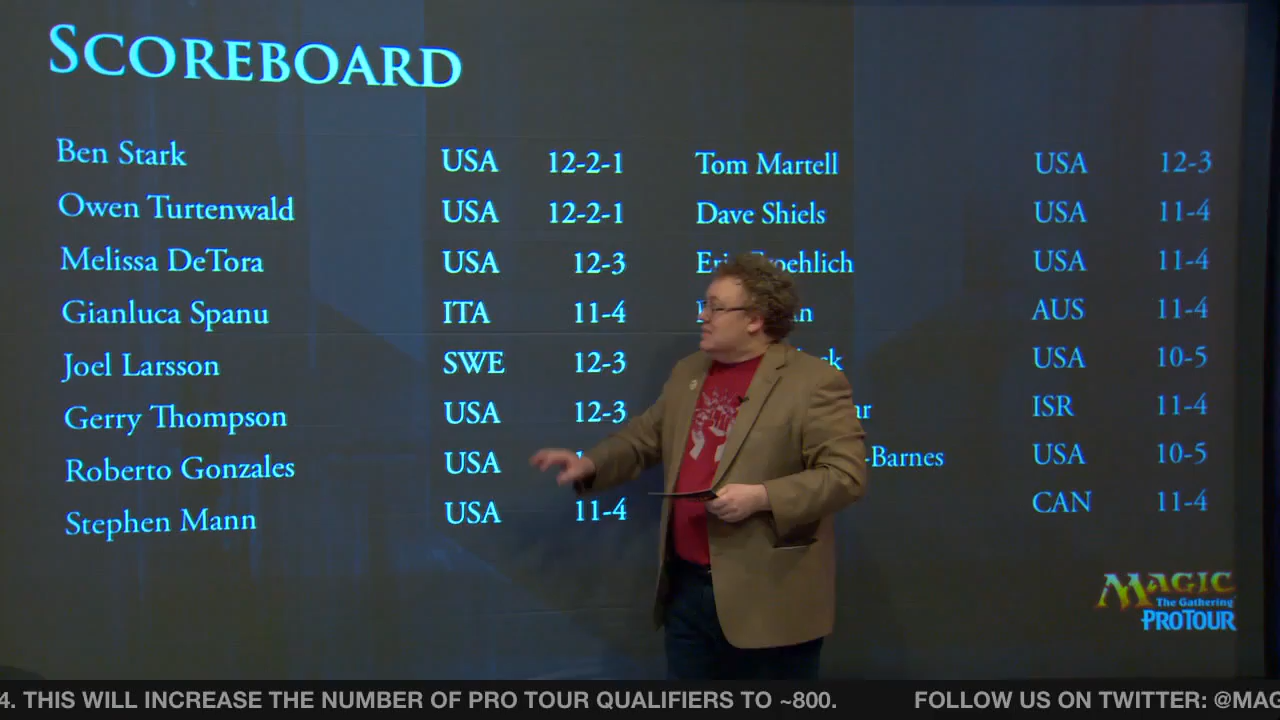 SCOREBOARD
Ben Stark USA 12-2-1
Owen Turtenwald USA 12-2-1
Melissa DeTora USA 12-3
Gianluca Spanu ITA 11-4
Joel Larsson SWE 12-3
Gerry Thompson USA 12-3
Roberto Gonzales USA
Stephen Mann USA 11-4
Tom Martell USA 12-3
Dave Shiels USA 11-4
USA 11-4
AUS 11-4
USA 10-5
ISR 11-4
-Barnes USA 10-5
CAN 11-4
MAGIC
The Gathering
PROTOUR
4. THIS WILL INCREASE THE NUMBER OF PRO TOUR QUALIFIERS TO ~800. FOLLOW US ON TWITTER: @MAG